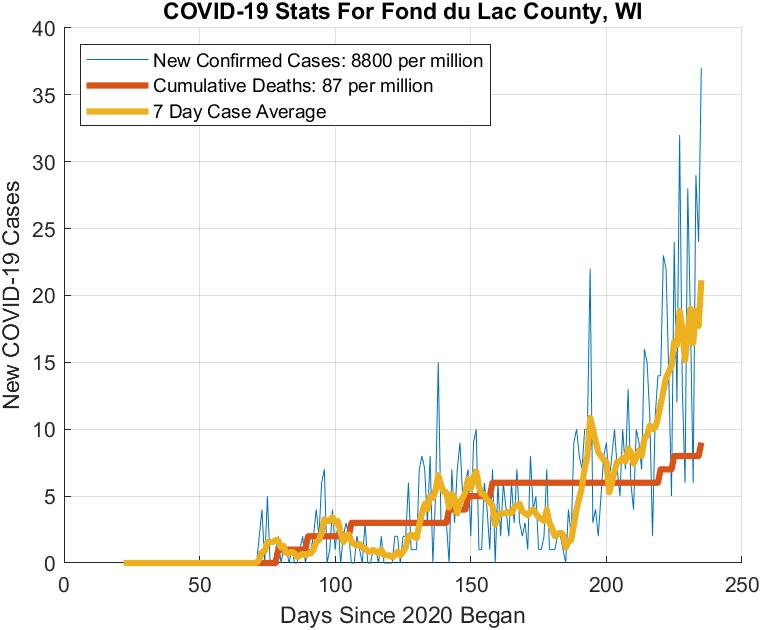 COVID-19 Stats For Fond du Lac County, WI
New Confirmed Cases: 8800 per million
Cumulative Deaths: 87 per million
7 Day Case Average
New COVID-19 Cases
40
35
30
25
20
15
10
5
0
0 50 100 150 200 250
Days Since 2020 Began